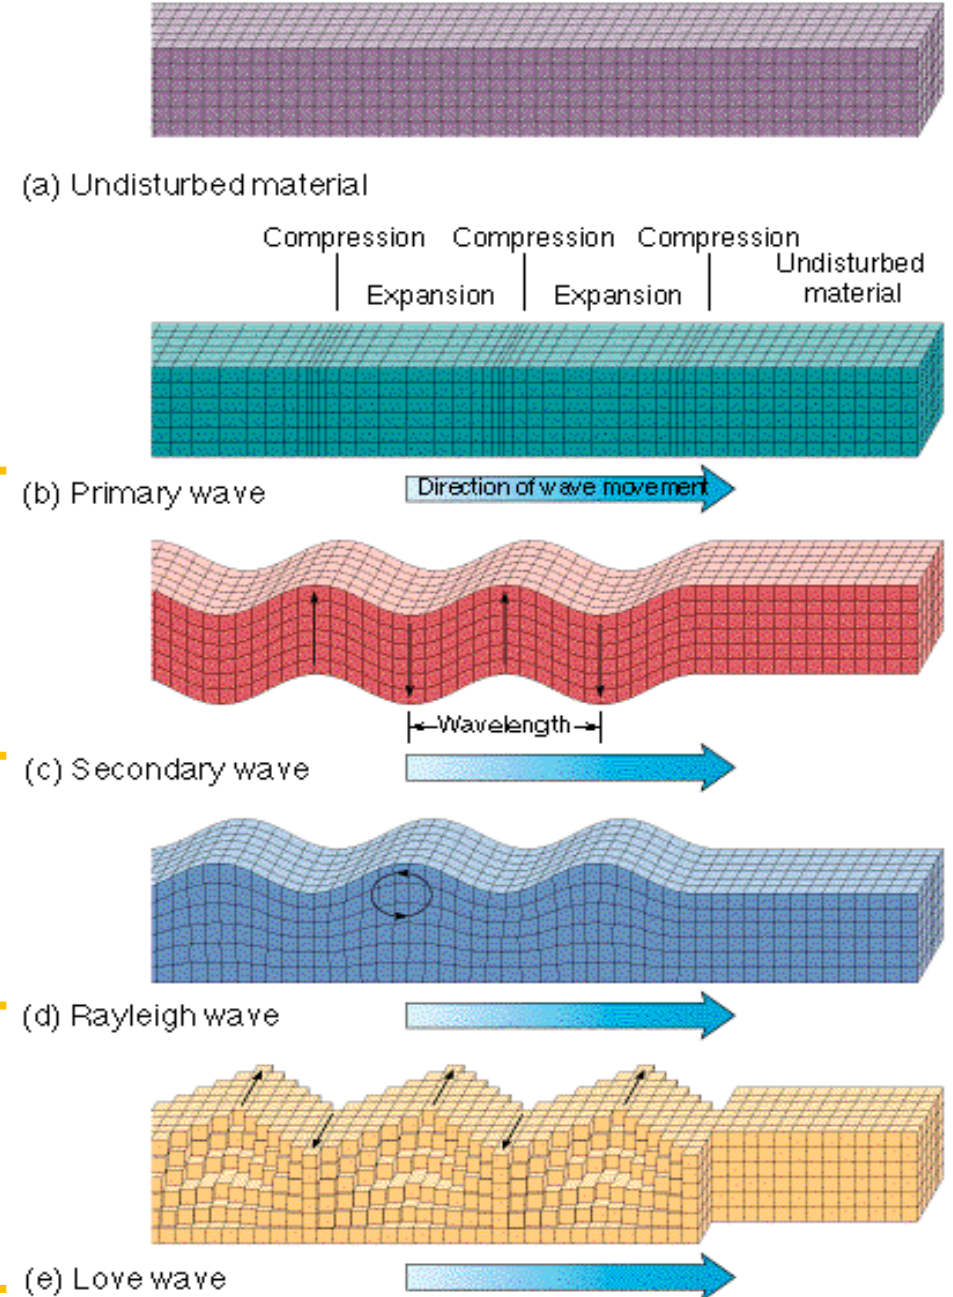 (a) Undisturbed material
Compression Compression Compression
Undisturbed
material
Expansion Expansion
(b) Primary wave
Direction of wave movement
Wavelength
(c) Secondary wave
(d) Rayleigh wave
(e) Love wave